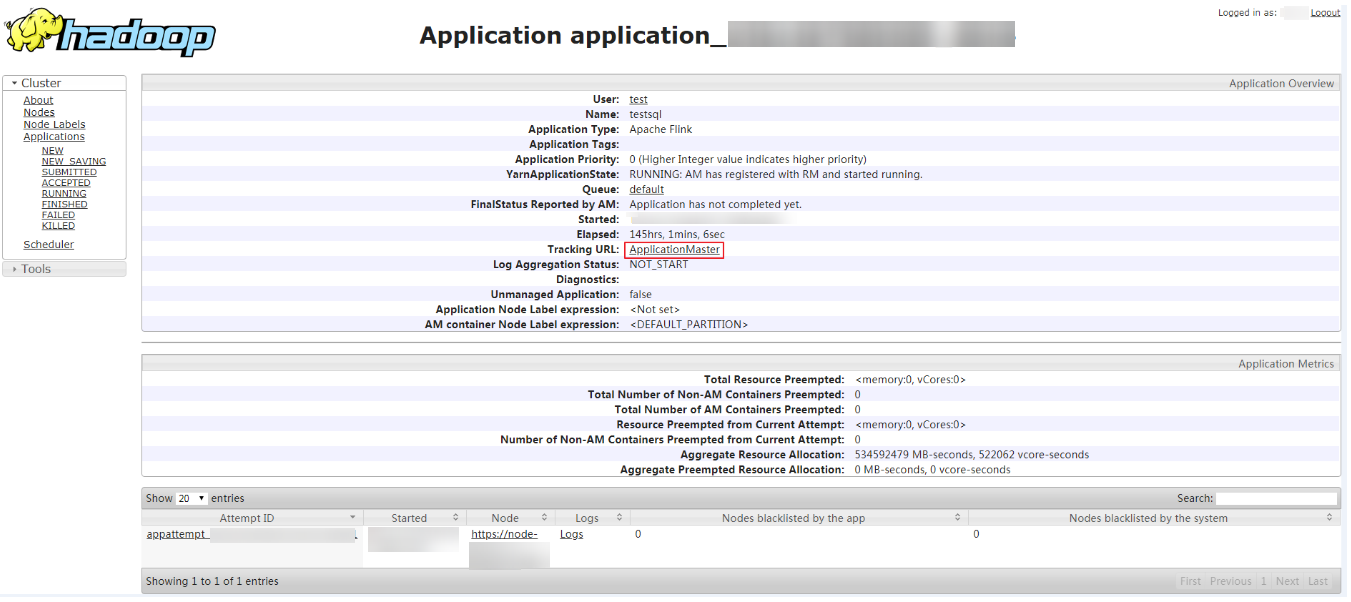 Logged in as: Logout
hadoop
Application application_
Cluster
About
Nodes
Node Labels
Applications
NEW
NEW_SAVING
SUBMITTED
ACCEPTED
RUNNING
FINISHED
FAILED
KILLED
Scheduler
Tools
Application Overview
User: test
Name: testsql
Application Type: Apache Flink
Application Tags:
Application Priority: 0 (Higher Integer value indicates higher priority)
YarnApplicationState: RUNNING: AM has registered with RM and started running.
Queue: default
FinalStatus Reported by AM: Application has not completed yet.
Started:
Elapsed: 145hrs, 1mins, 6sec
Tracking URL: ApplicationMaster
Log Aggregation Status: NOT_START
Diagnostics:
Unmanaged Application: false
Application Node Label expression: <Not set>
AM container Node Label expression: <DEFAULT_PARTITION>
Application Metrics
Total Resource Preempted: <memory:0, vCores:0>
Total Number of Non-AM Containers Preempted: 0
Total Number of AM Containers Preempted: 0
Resource Preempted from Current Attempt: <memory:0, vCores:0>
Number of Non-AM Containers Preempted from Current Attempt: 0
Aggregate Resource Allocation: 534592479 MB-seconds, 522062 vcore-seconds
Aggregate Preempted Resource Allocation: 0 MB-seconds, 0 vcore-seconds
Show 20 entries Search:
Attempt ID Started Node Logs Nodes blacklisted by the app Nodes blacklisted by the system
appattempt_ https://node- Logs 0 0
Showing 1 to 1 of 1 entries First Previous 1 Next Last